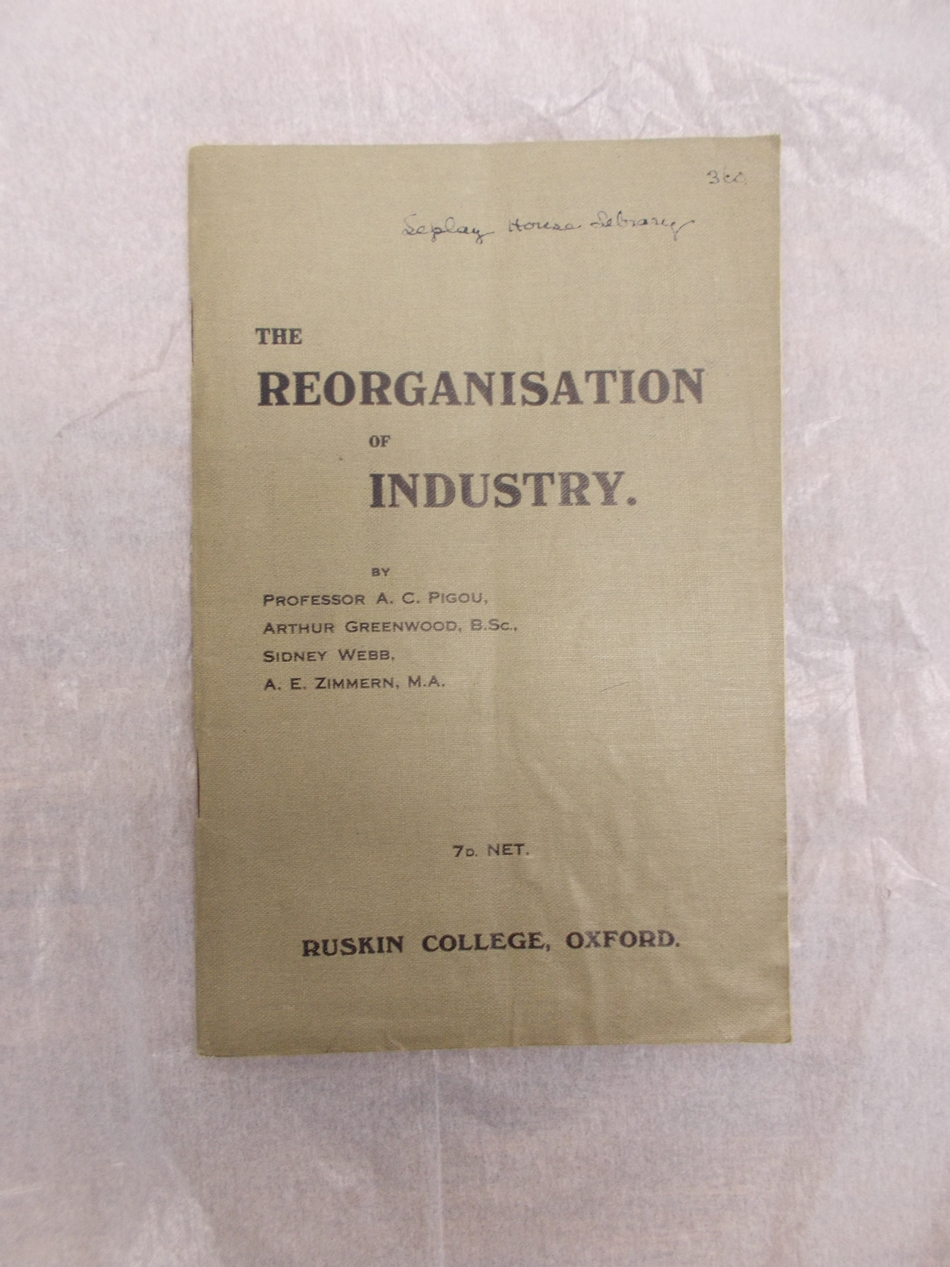 360
Leplay House Library
THE
REORGANISATION
OF
INDUSTRY.
BY
PROFESSOR A. C. PIGOU,
ARTHUR GREENWOOD, B.Sc.,
SIDNEY WEBB,
A. E. ZIMMERN, M.A.
7D. NET.
RUSKIN COLLEGE, OXFORD.